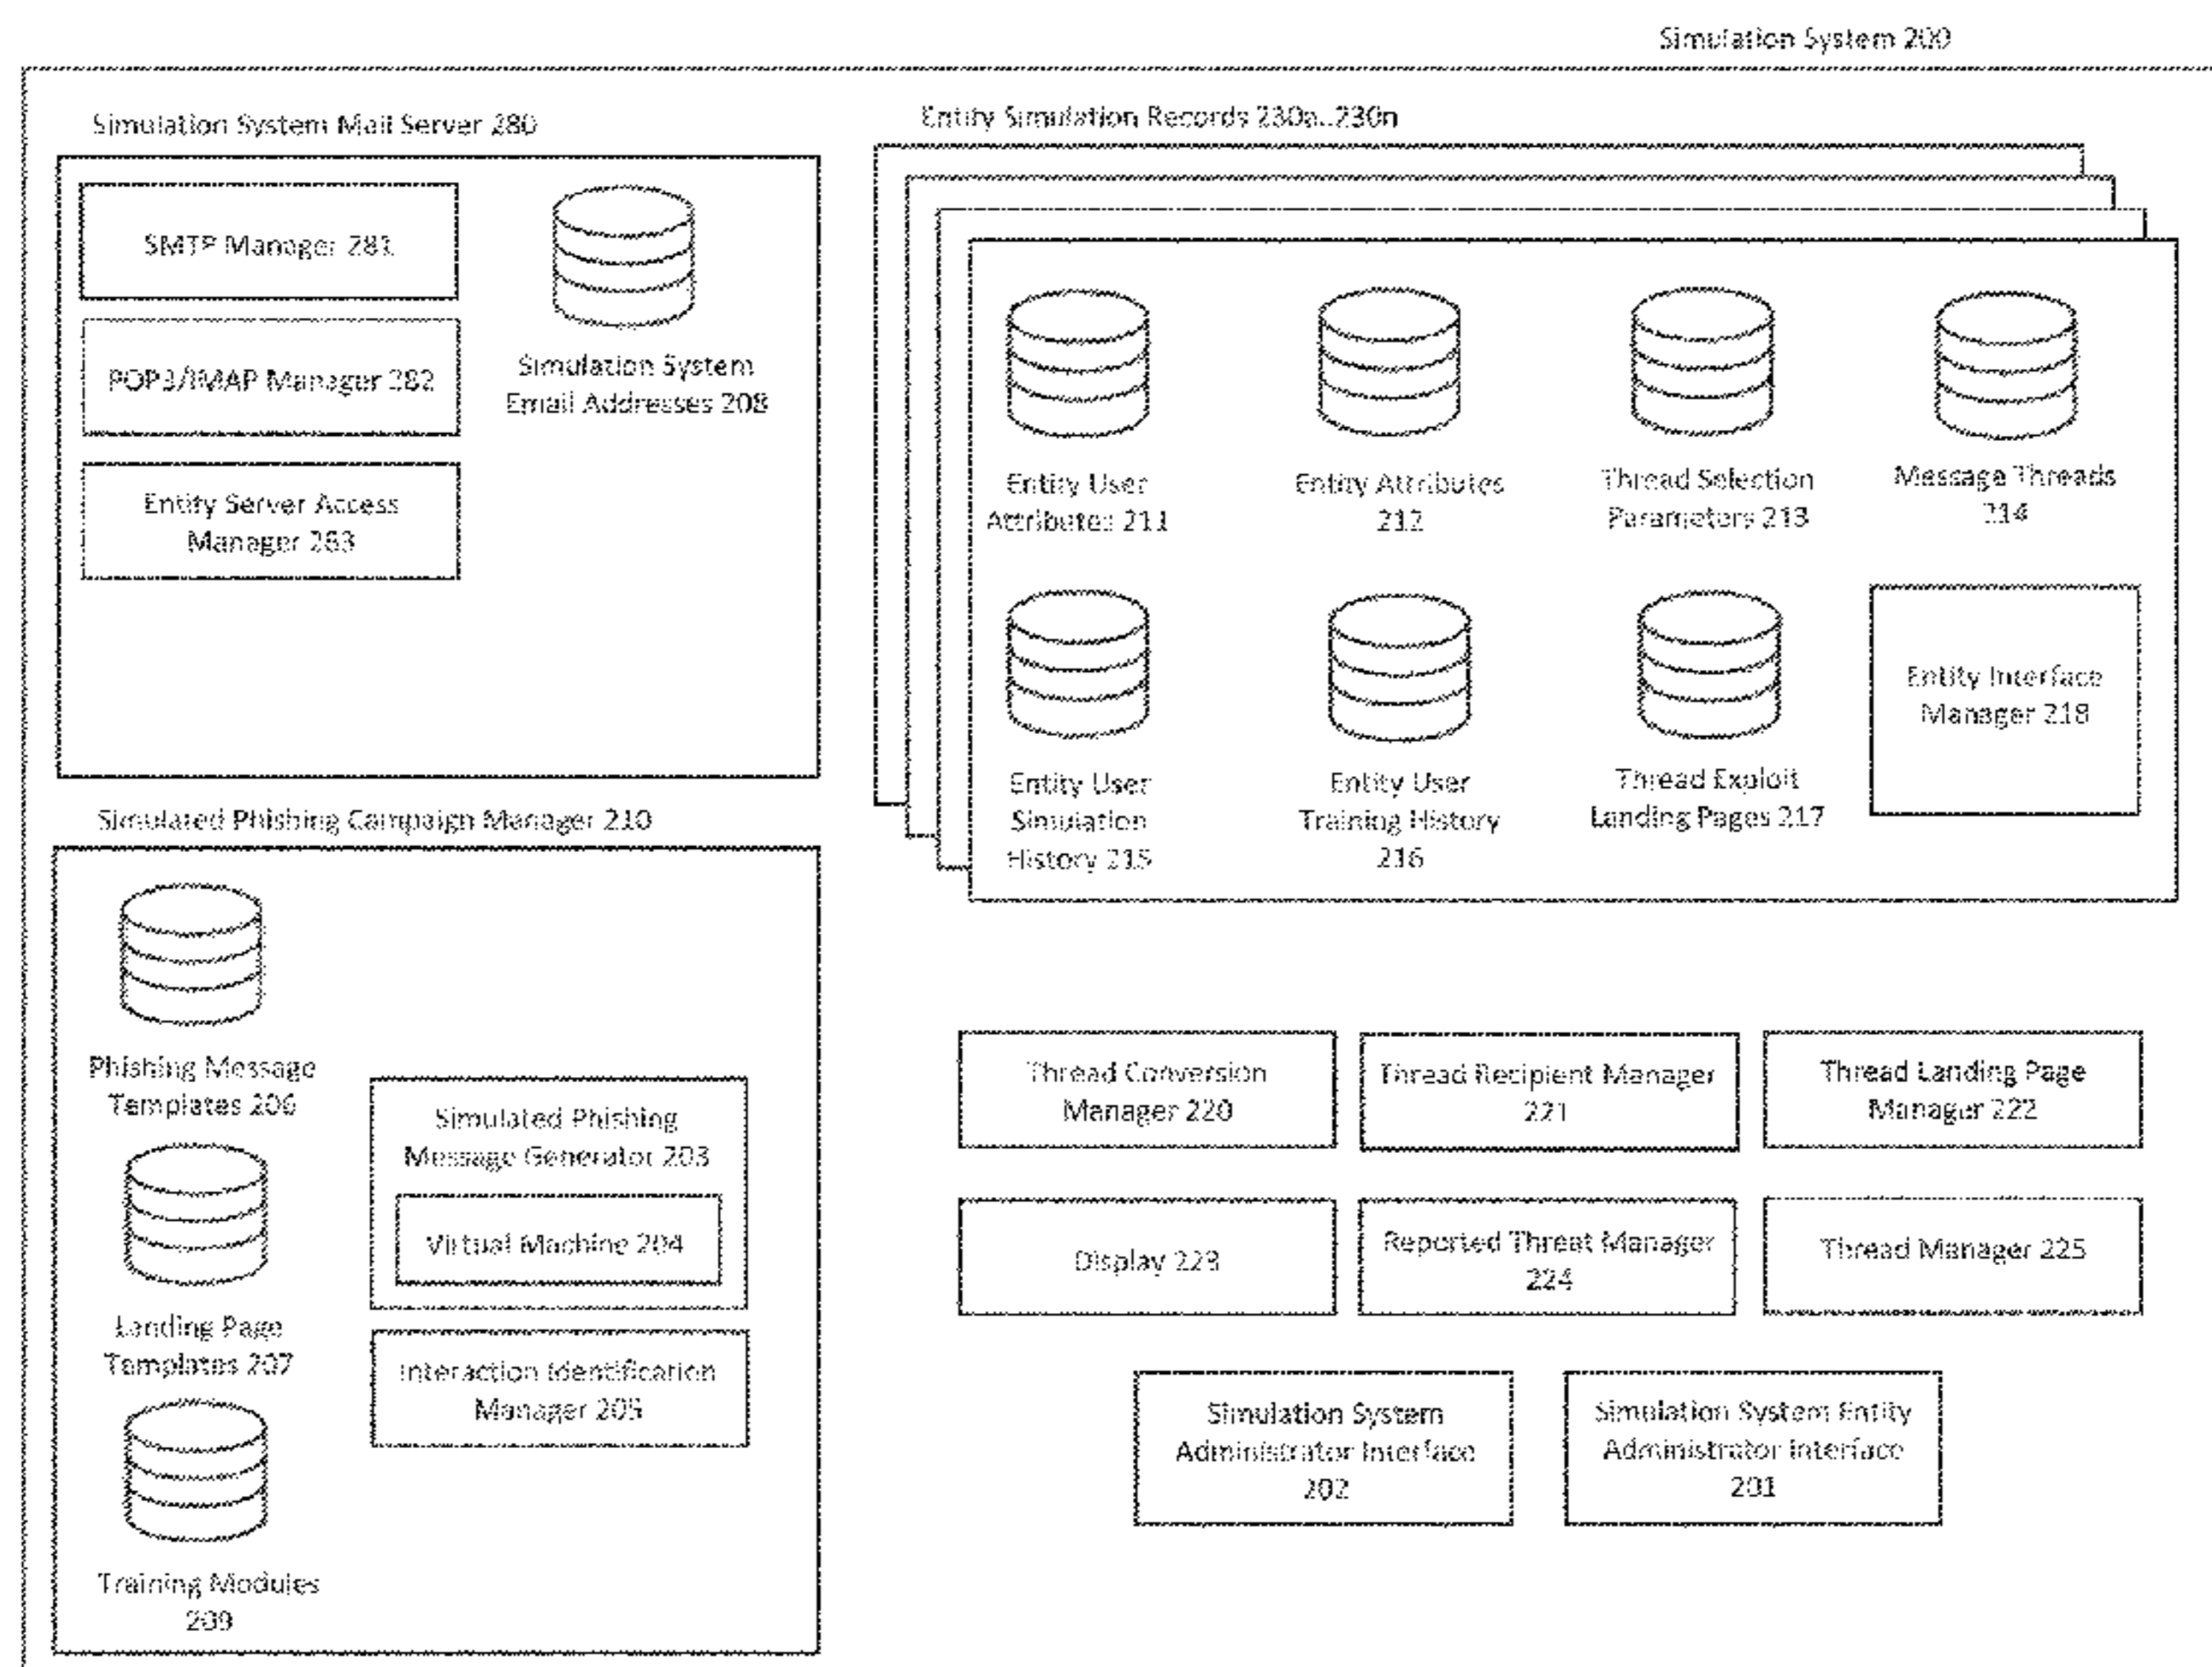 Simulation System 200
Simulation System Mail Server 280
SMTP Manager 281
POP3/IMAP Manager 282
Entity Server Access
Manager 283
Simulation System
Email Addresses 208
Entity Simulation Records 230a..230n
Entity User
Attributes 211
Entity Attributes
212
Thread Selection
Parameters 213
Message Threads
214
Entity User
Simulation
History 215
Entity User
Training History
216
Thread Exploit
Landing Pages 217
Entity Interface
Manager 218
Simulated Phishing Campaign Manager 210
Phishing Message
Templates 206
Landing Page
Templates 207
Training Modules
209
Simulated Phishing
Message Generator 203
Virtual Machine 204
Interaction Identification
Manager 205
Thread Conversion
Manager 220
Thread Recipient Manager
221
Thread Landing Page
Manager 222
Display 223
Reported Threat Manager
224
Thread Manager 225
Simulation System
Administrator Interface
202
Simulation System Entity
Administrator Interface
201